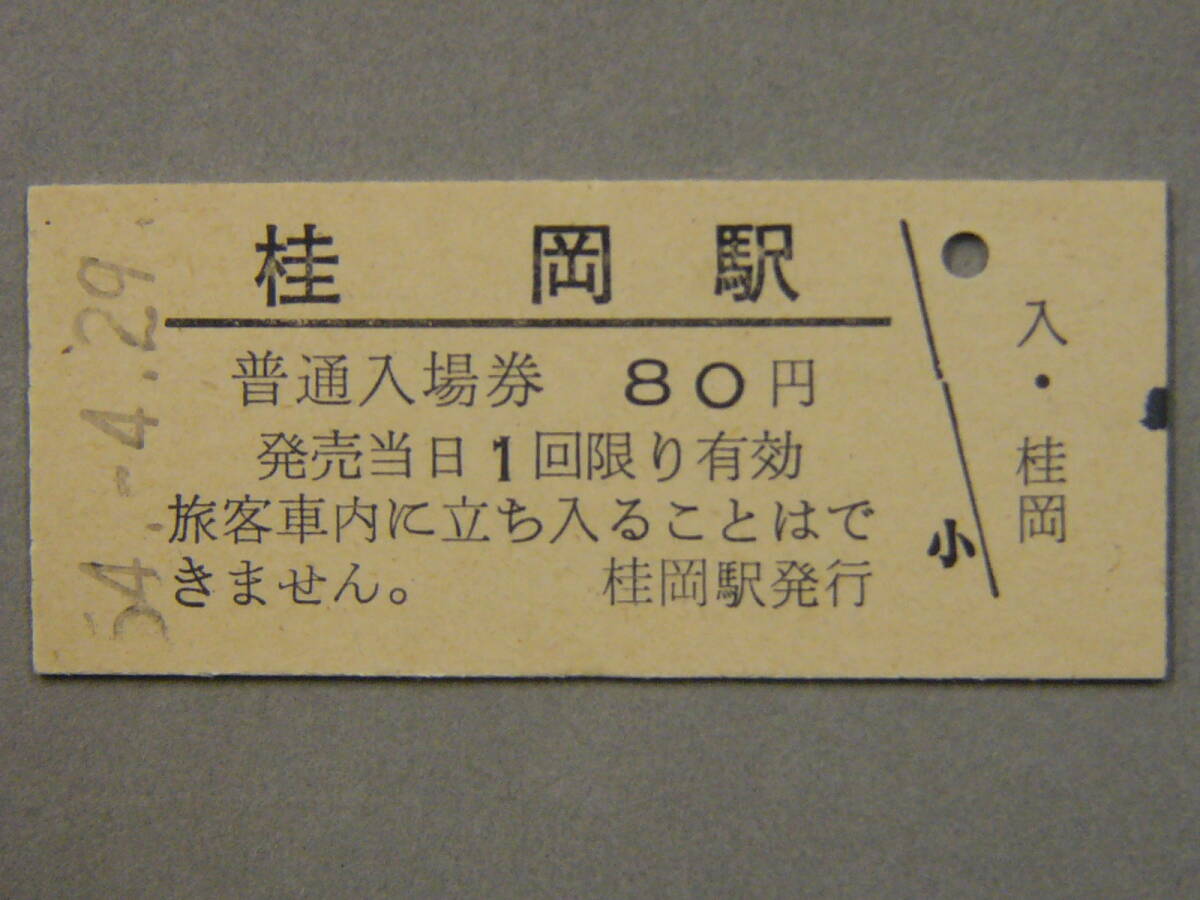 桂岡駅
普通入場券 80円
発売当日1回限り有効
旅客車内に立ち入ることはで
きません。 桂岡駅発行
小
入・桂岡
54.-4.29